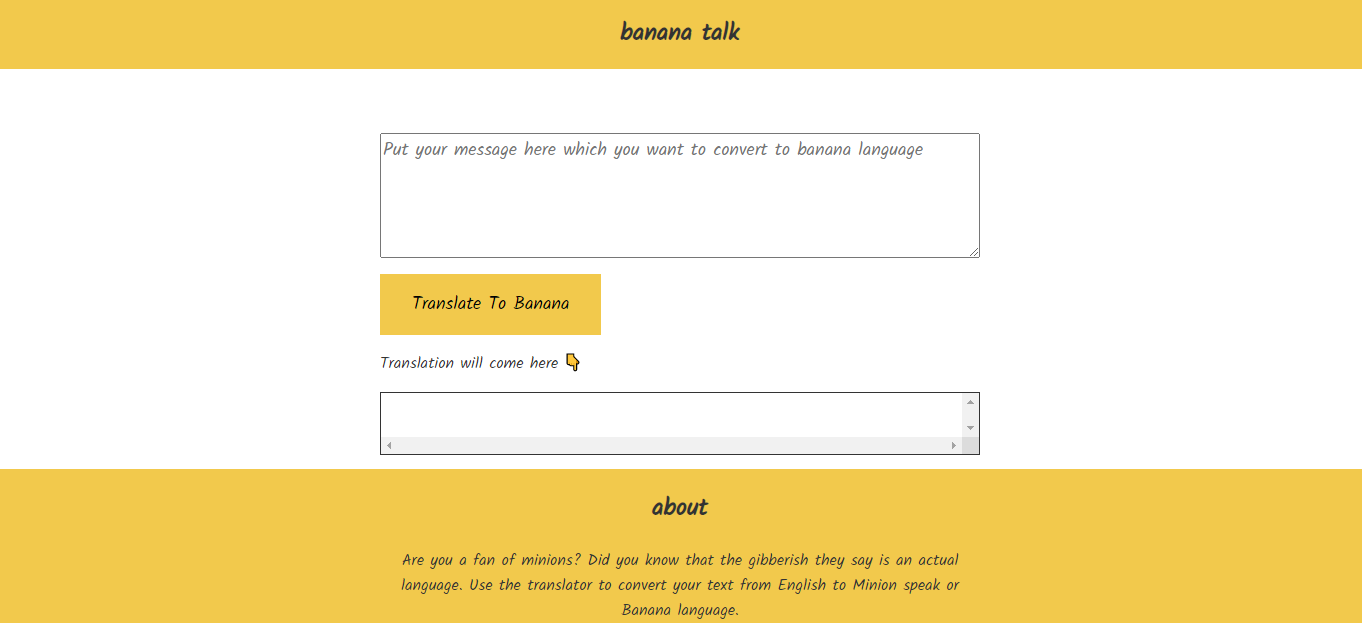 banana talk
Put your message here which you want to convert to banana language
Translate To Banana
Translation will come here 👇
about
Are you a fan of minions? Did you know that the gibberish they say is an actual
language. Use the translator to convert your text from English to Minion speak or
Banana language.